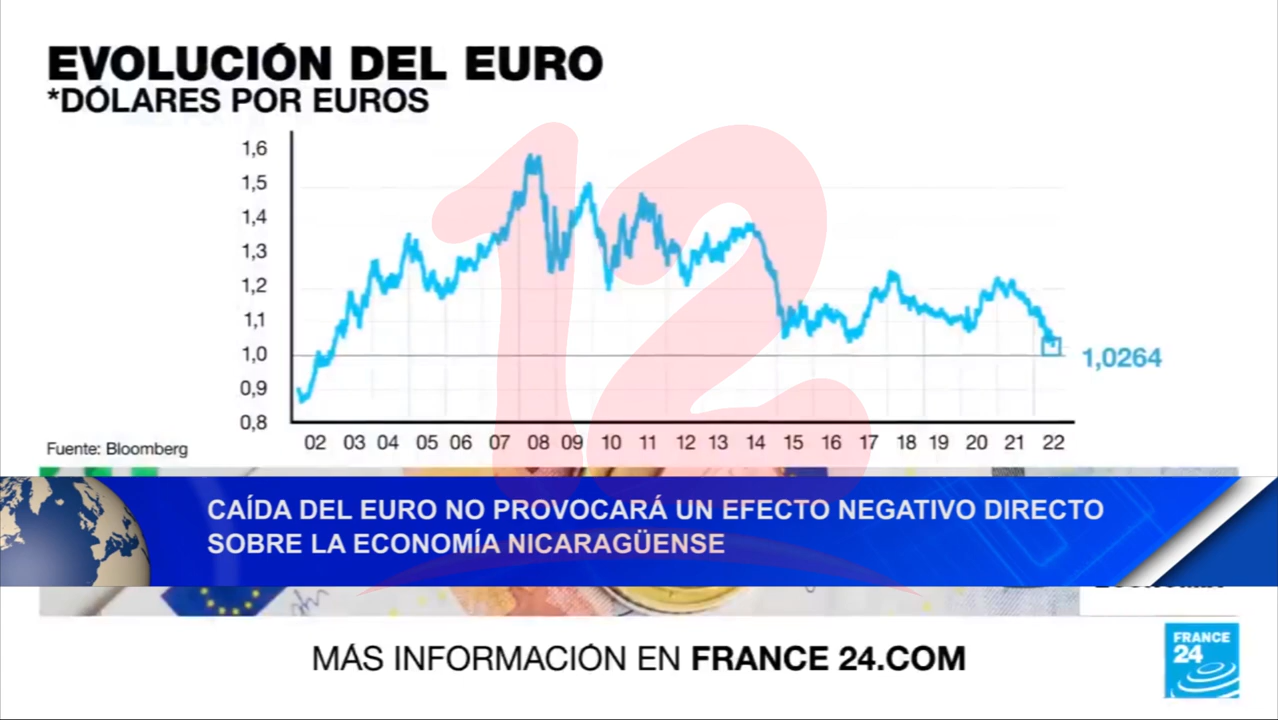 EVOLUCIÓN DEL EURO
*DÓLARES POR EUROS
1,6
1,5
1,4
1,3
1,2
1,1
1,0
0,9
0,8
1,0264
02 03 04 05 06 07 08 09 10 11 12 13 14 15 16 17 18 19 20 21 22
Fuente: Bloomberg
12
CAÍDA DEL EURO NO PROVOCARÁ UN EFECTO NEGATIVO DIRECTO
SOBRE LA ECONOMÍA NICARAGÜENSE
MÁS INFORMACIÓN EN FRANCE 24.COM
FRANCE
24